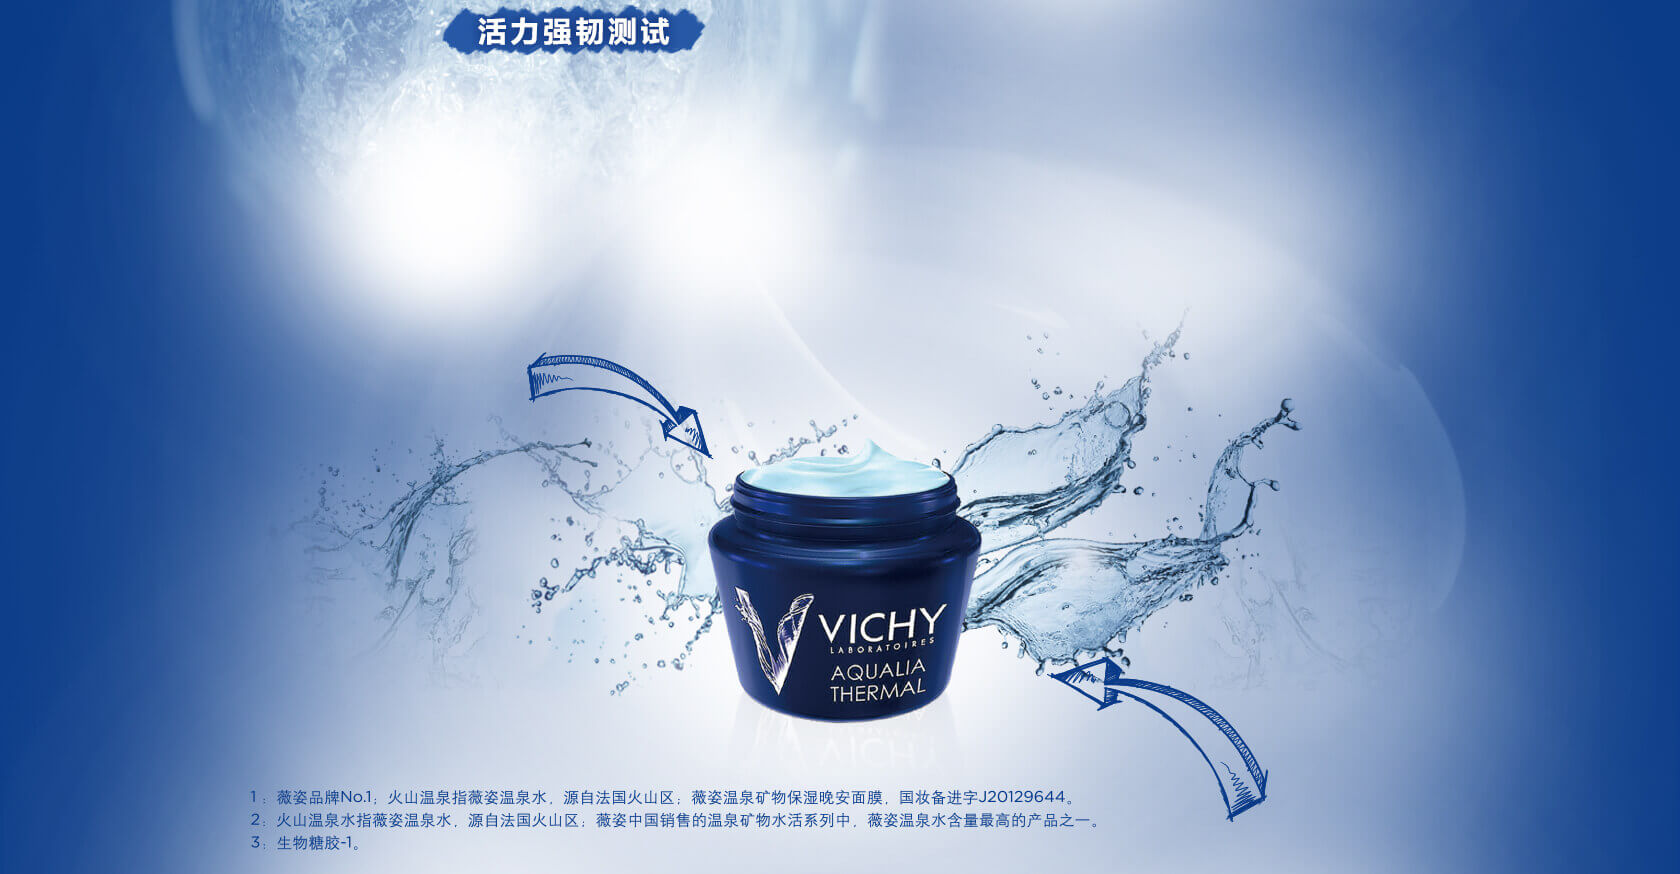 活力强韧测试
VICHY
LABORATOIRES
AQUALIA
THERMAL
1：薇姿品牌No.1；火山温泉指薇姿温泉水，源自法国火山区；薇姿温泉矿物保湿晚安面膜，国妆备进字J20129644。
2：火山温泉水指薇姿温泉水，源自法国火山区；薇姿中国销售的温泉矿物水活系列中，薇姿温泉水含量最高的产品之一。
3：生物糖胶-1。